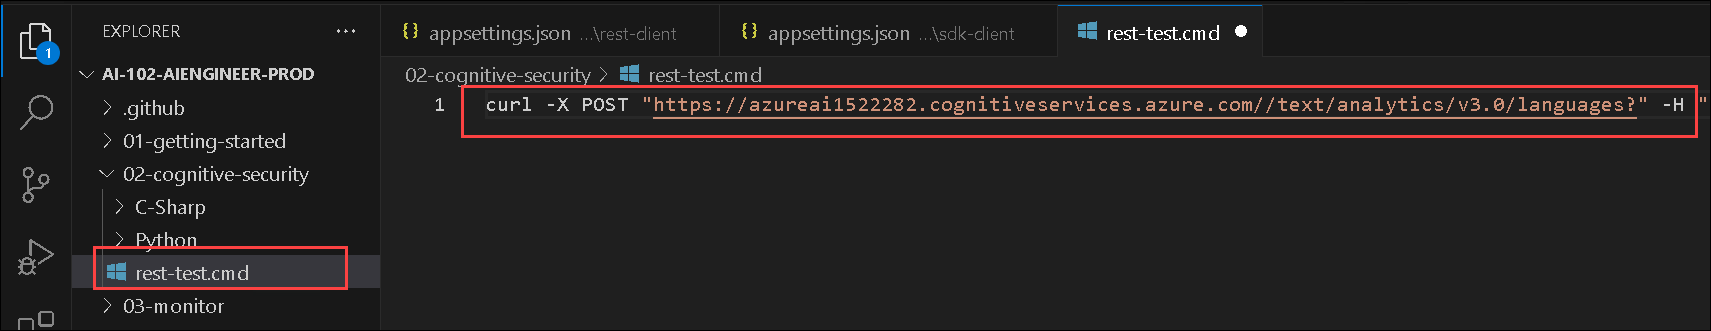 EXPLORER ...
AI-102-AIENGINEER-PROD
.github
01-getting-started
02-cognitive-security
C-Sharp
Python
rest-test.cmd
03-monitor
1
{} appsettings.json ...\rest-client
{} appsettings.json ...\sdk-client
rest-test.cmd
02-cognitive-security > rest-test.cmd
1 curl -X POST "https://azureai1522282.cognitiveservices.azure.com//text/analytics/v3.0/languages?" -H "